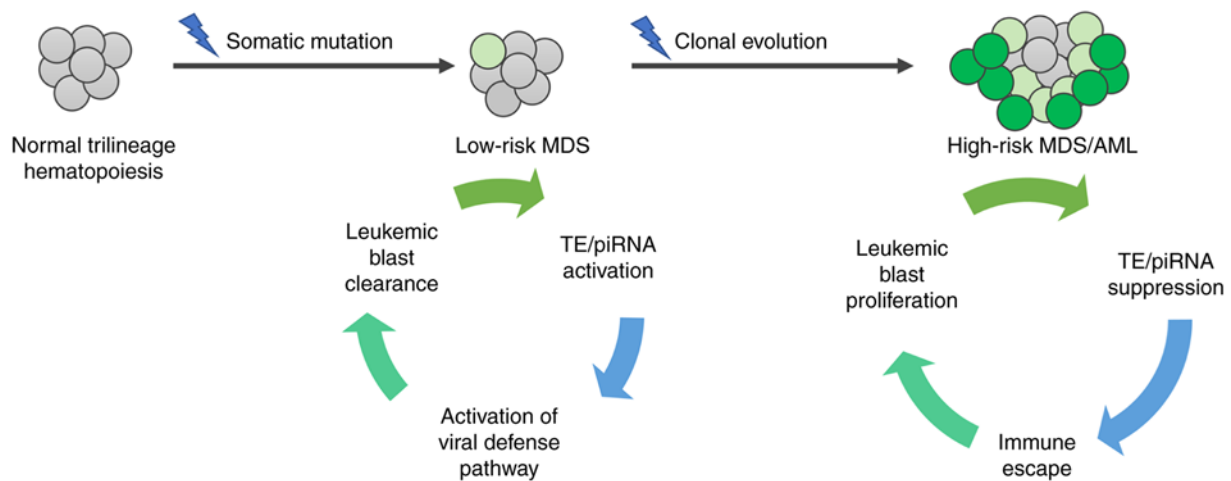 Somatic mutation
Clonal evolution
Normal trilineage
hematopoiesis
Low-risk MDS
High-risk MDS/AML
Leukemic
blast
clearance
TE/piRNA
activation
Activation of
viral defense
pathway
Leukemic
blast
proliferation
TE/piRNA
suppression
Immune
escape